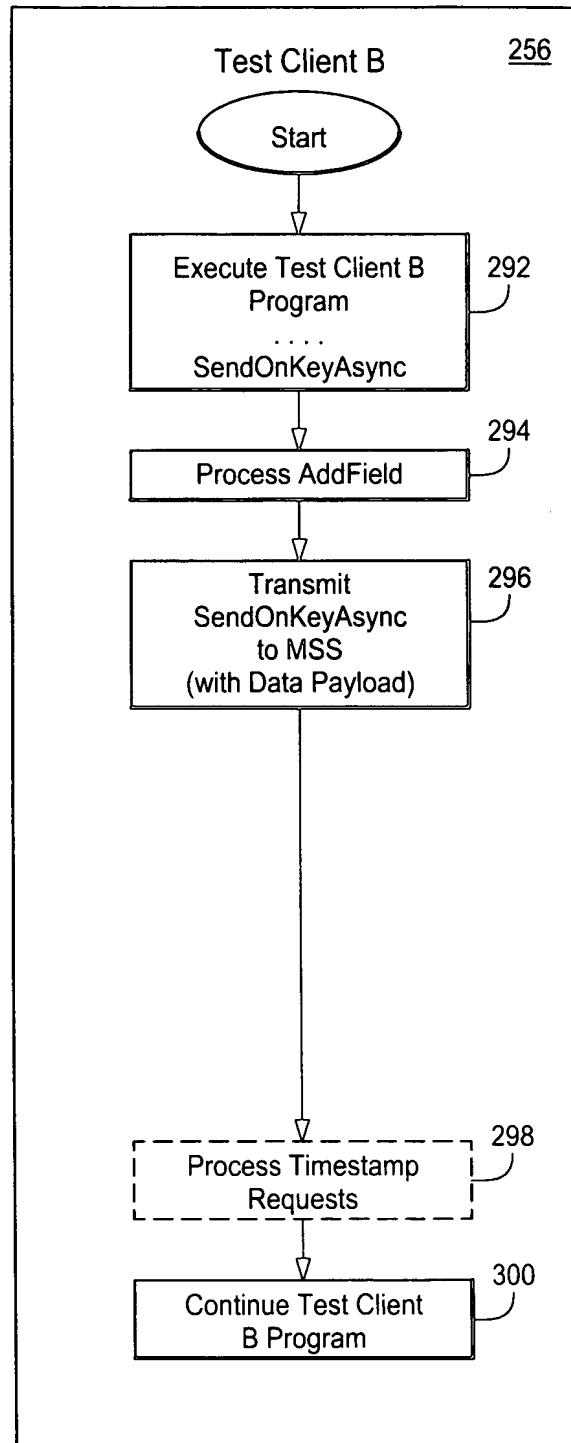 Test Client B
256
Start
Execute Test Client B
Program
. . . .
SendOnKeyAsync
292
Process AddField
294
Transmit
SendOnKeyAsync
to MSS
(with Data Payload)
296
Process Timestamp
Requests
298
Continue Test Client
B Program
300